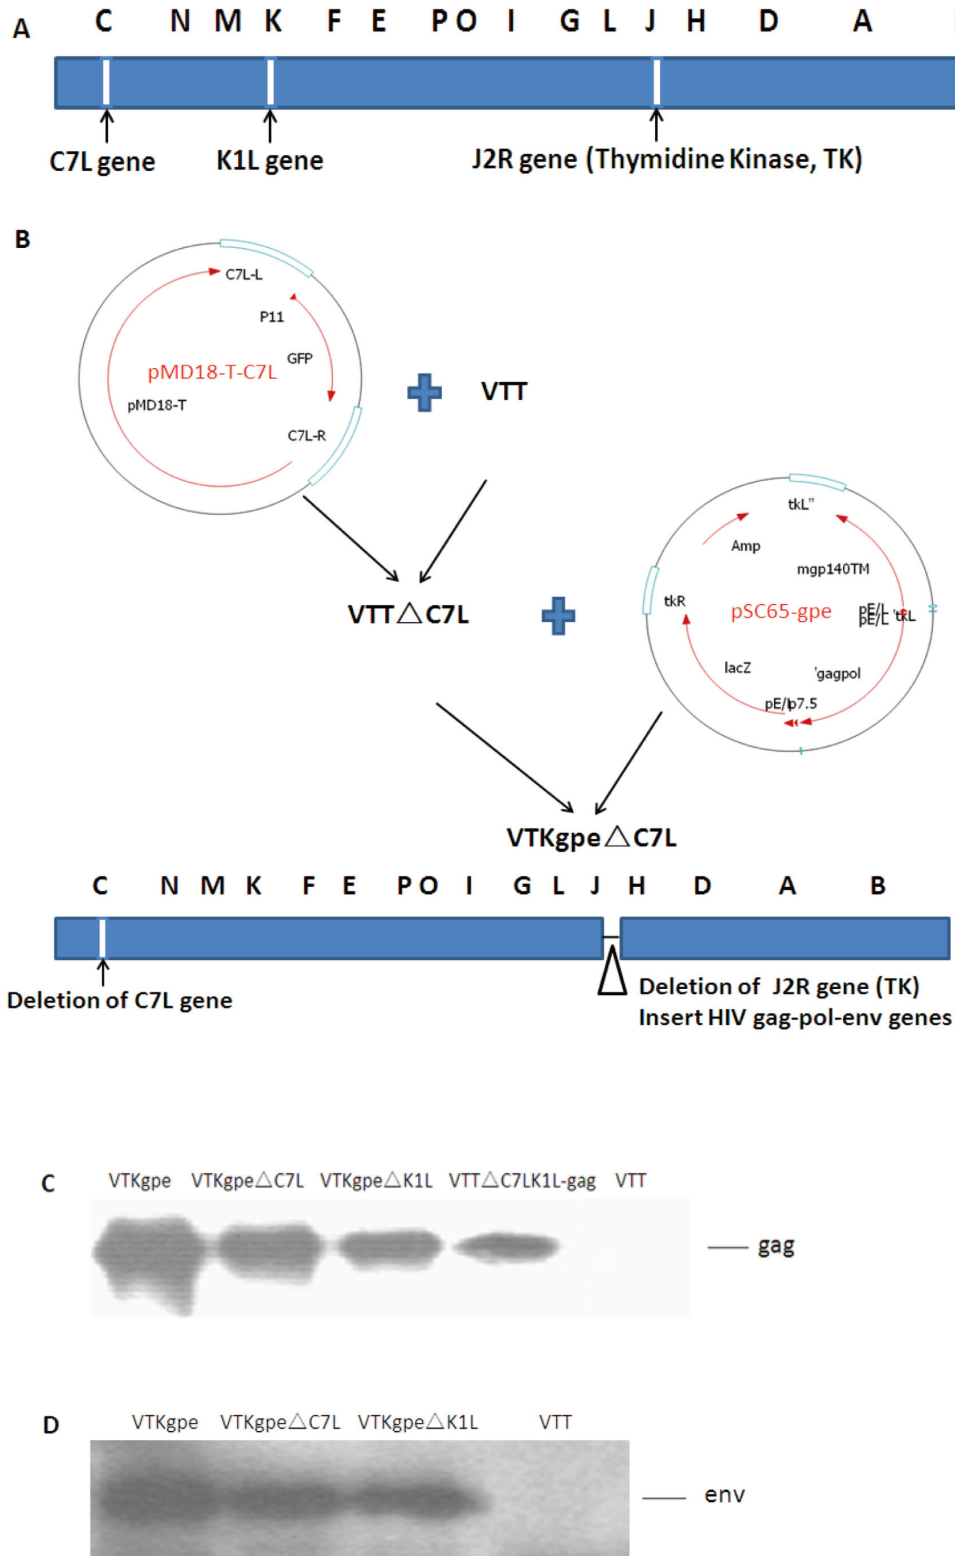 A
C N M K F E P O I G L J H D A
C7L gene
K1L gene
J2R gene (Thymidine Kinase, TK)
B
C7L-L
P11
GFP
pMD18-T-C7L
pMD18-T
C7L-R
VTT
tkL"
Amp
mgp140TM
tkR
pSC65-gpe
pE/L 'tkL
pE/L
lacZ
'gagpol
p7.5
VTT△C7L
VTKgpe△C7L
C N M K F E P O I G L J H D A B
Deletion of C7L gene
Deletion of J2R gene (TK)
Insert HIV gag-pol-env genes
C
VTKgpe VTKgpe△C7L VTKgpe△K1L VTT△C7LK1L-gag VTT
gag
D
VTKgpe VTKgpe△C7L VTKgpe△K1L VTT
env